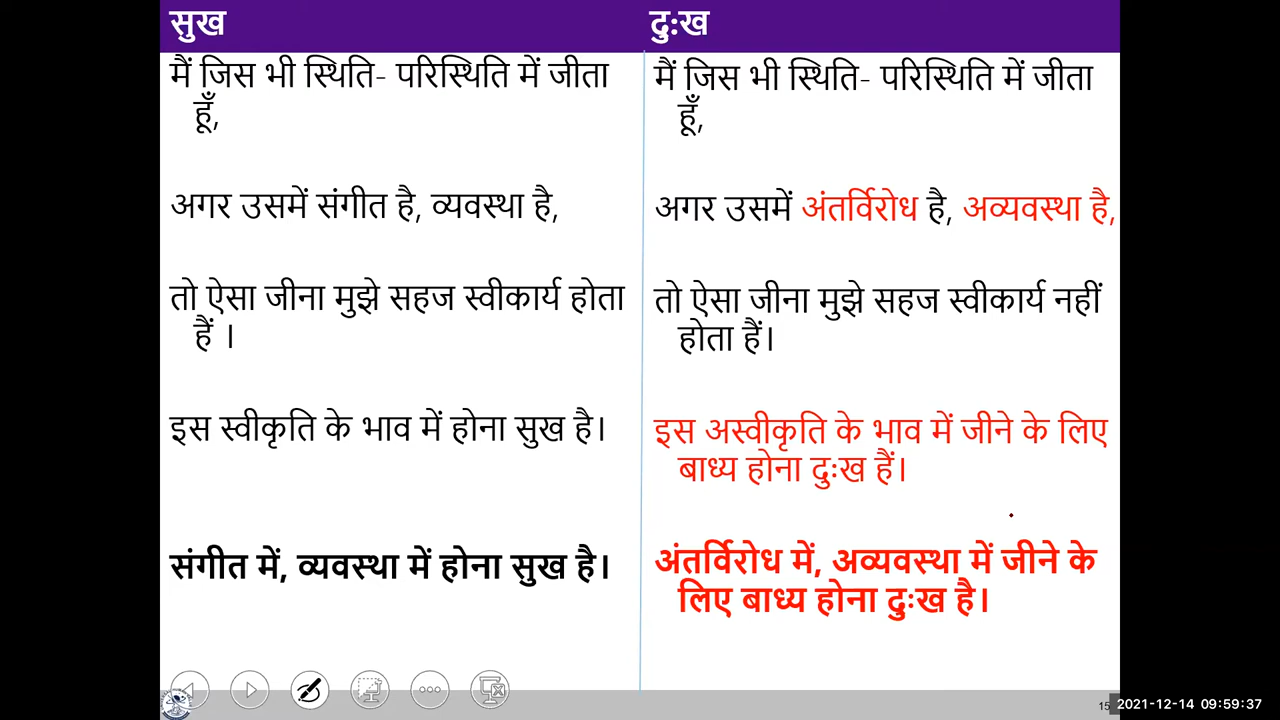 सुख
मैं जिस भी स्थिति- परिस्थिति में जीता
हूँ,
अगर उसमें संगीत है, व्यवस्था है,
तो ऐसा जीना मुझे सहज स्वीकार्य होता
हैं ।
इस स्वीकृति के भाव में होना सुख है।
संगीत में, व्यवस्था में होना सुख है।
दुःख
मैं जिस भी स्थिति- परिस्थिति में जीता
हूँ,
अगर उसमें अंतर्विरोध है, अव्यवस्था है,
तो ऐसा जीना मुझे सहज स्वीकार्य नहीं
होता हैं।
इस अस्वीकृति के भाव में जीने के लिए
बाध्य होना दुःख हैं।
अंतर्विरोध में, अव्यवस्था में जीने के
लिए बाध्य होना दुःख है।
15
2021-12-14 09:59:37